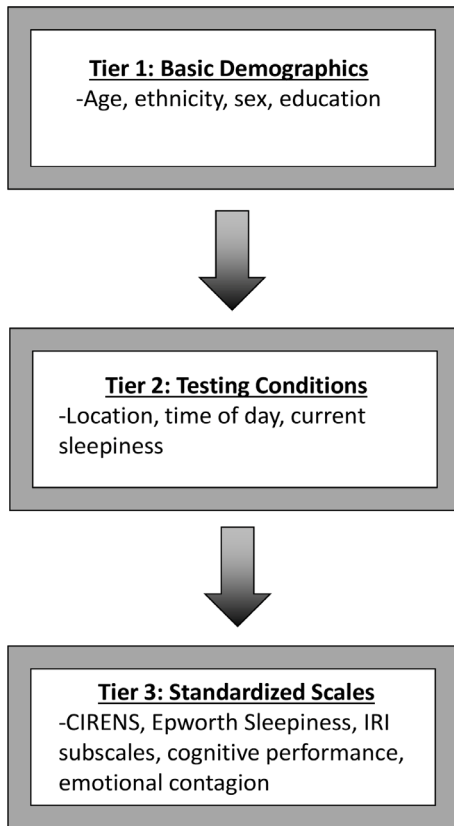 Tier 1: Basic Demographics
-Age, ethnicity, sex, education
Tier 2: Testing Conditions
-Location, time of day, current
sleepiness
Tier 3: Standardized Scales
-CIRENS, Epworth Sleepiness, IRI
subscales, cognitive performance,
emotional contagion